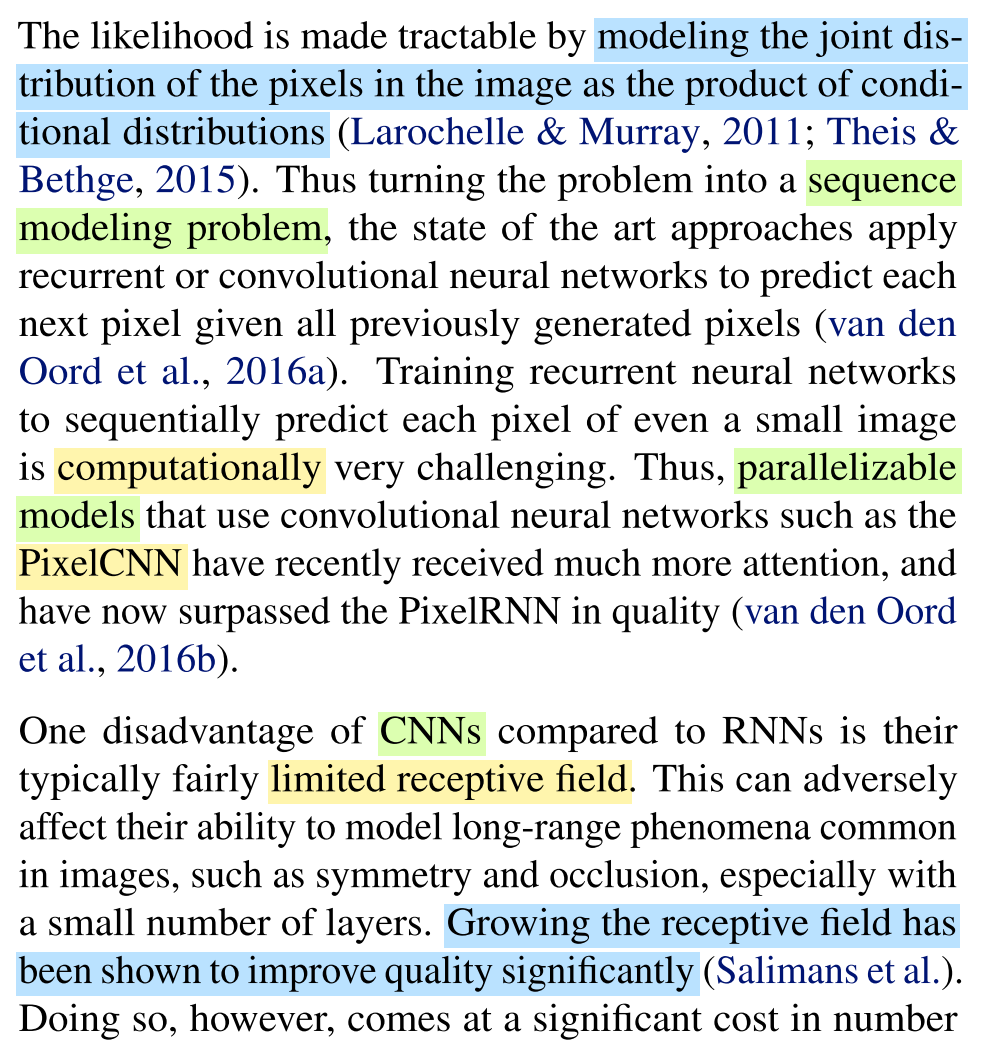 The likelihood is made tractable by modeling the joint dis-
tribution of the pixels in the image as the product of condi-
tional distributions (Larochelle & Murray, 2011; Theis &
Bethge, 2015). Thus turning the problem into a sequence
modeling problem, the state of the art approaches apply
recurrent or convolutional neural networks to predict each
next pixel given all previously generated pixels (van den
Oord et al., 2016a). Training recurrent neural networks
to sequentially predict each pixel of even a small image
is computationally very challenging. Thus, parallelizable
models that use convolutional neural networks such as the
PixelCNN have recently received much more attention, and
have now surpassed the PixelRNN in quality (van den Oord
et al., 2016b).
One disadvantage of CNNs compared to RNNs is their
typically fairly limited receptive field. This can adversely
affect their ability to model long-range phenomena common
in images, such as symmetry and occlusion, especially with
a small number of layers. Growing the receptive field has
been shown to improve quality significantly (Salimans et al.).
Doing so, however, comes at a significant cost in number